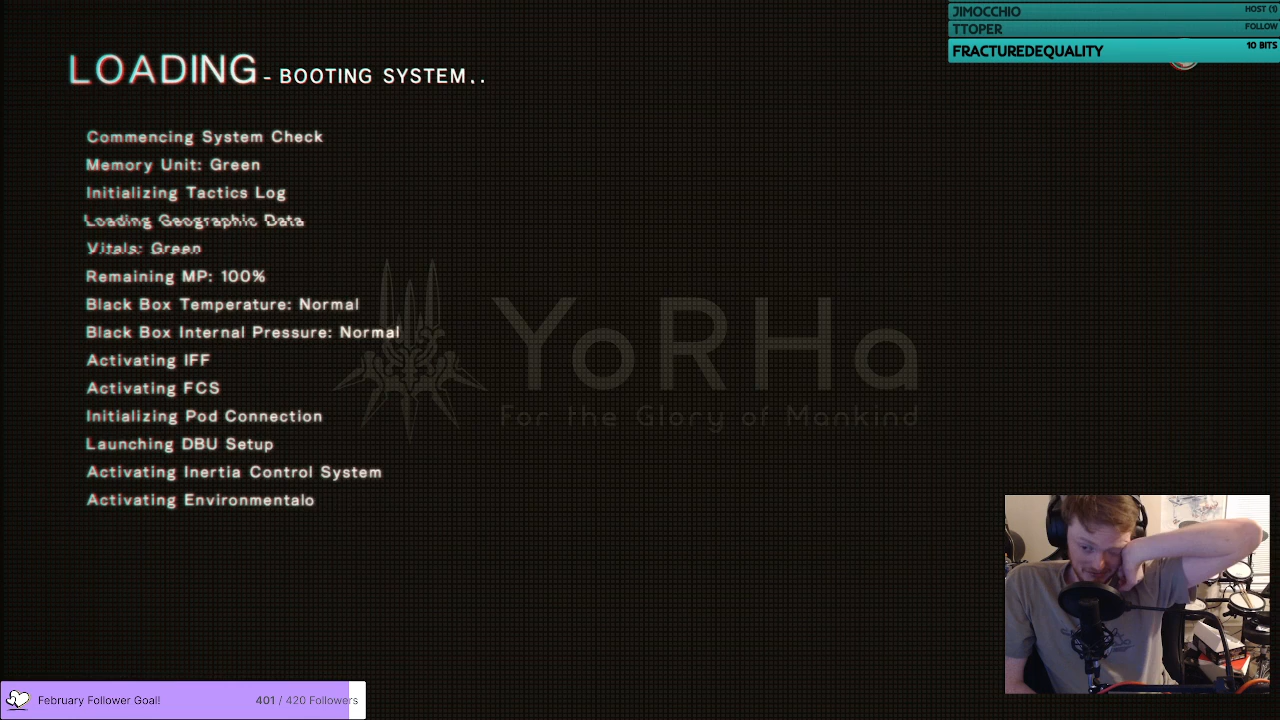 JIMOCCHIO HOST (1)
TTOPER FOLLOW
FRACTUREDEQUALITY 10 BITS
LOADING - BOOTING SYSTEM..
Commencing System Check
Memory Unit: Green
Initializing Tactics Log
Loading Geographic Data
Vitals: Green
Remaining MP: 100%
Black Box Temperature: Normal
Black Box Internal Pressure: Normal
Activating IFF
Activating FCS
Initializing Pod Connection
Launching DBU Setup
Activating Inertia Control System
Activating Environmentalo
YoRHa
For the Glory of Mankind
February Follower Goal! 401 / 420 Followers